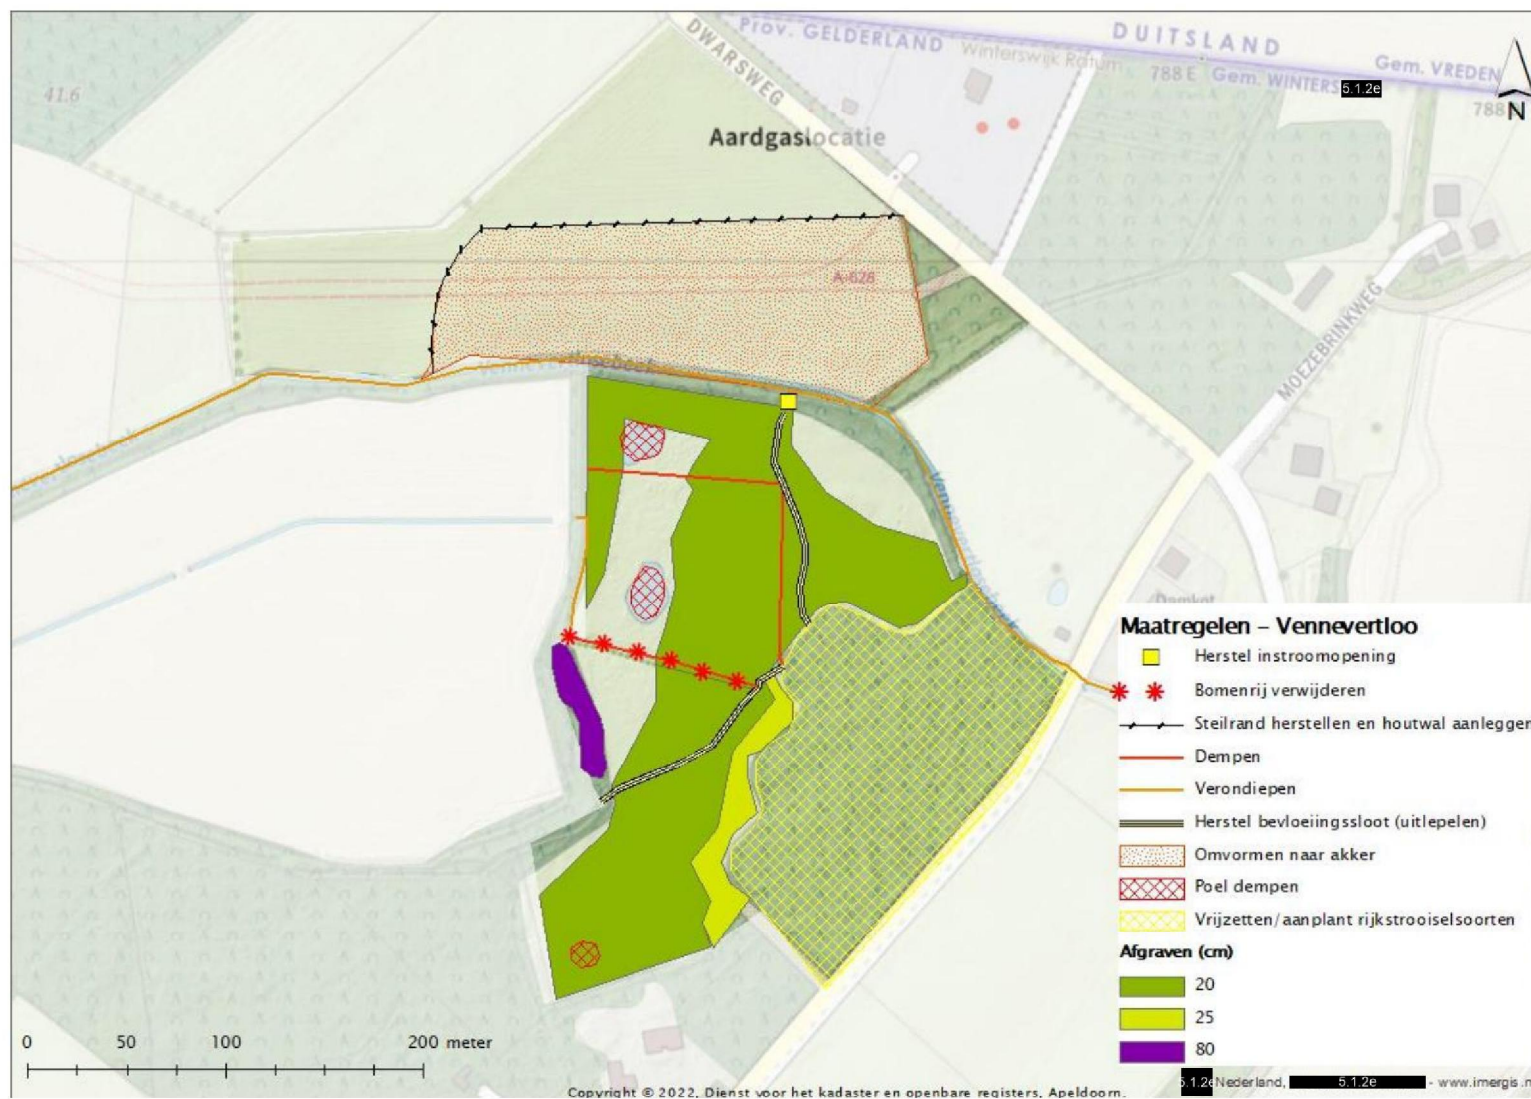 Prov. GELDERLAND
DUITSLAND
Winterswijk Ratum
788 E
Gem. WINTERS
5.1.2e
Gem. VREDEN
788
N
DWARSWEG
41.6
Aardgaslocatie
A-628
MOEZEBRINKWEG
Vennevertloosebeek
Damkot
Maatregelen – Vennevertloo
Herstel instroomopening
Bomenrij verwijderen
Steilrand herstellen en houtwal aanleggen
Dempen
Verondiepen
Herstel bevloeiingssloot (uitlepelen)
Omvormen naar akker
Poel dempen
Vrijzetten/aanplant rijkstrooiselsoorten
Afgraven (cm)
20
25
80
0 50 100 200 meter
Copyright © 2022, Dienst voor het kadaster en openbare registers, Apeldoorn.
5.1.2e Nederland, 5.1.2e - www.imergis.n